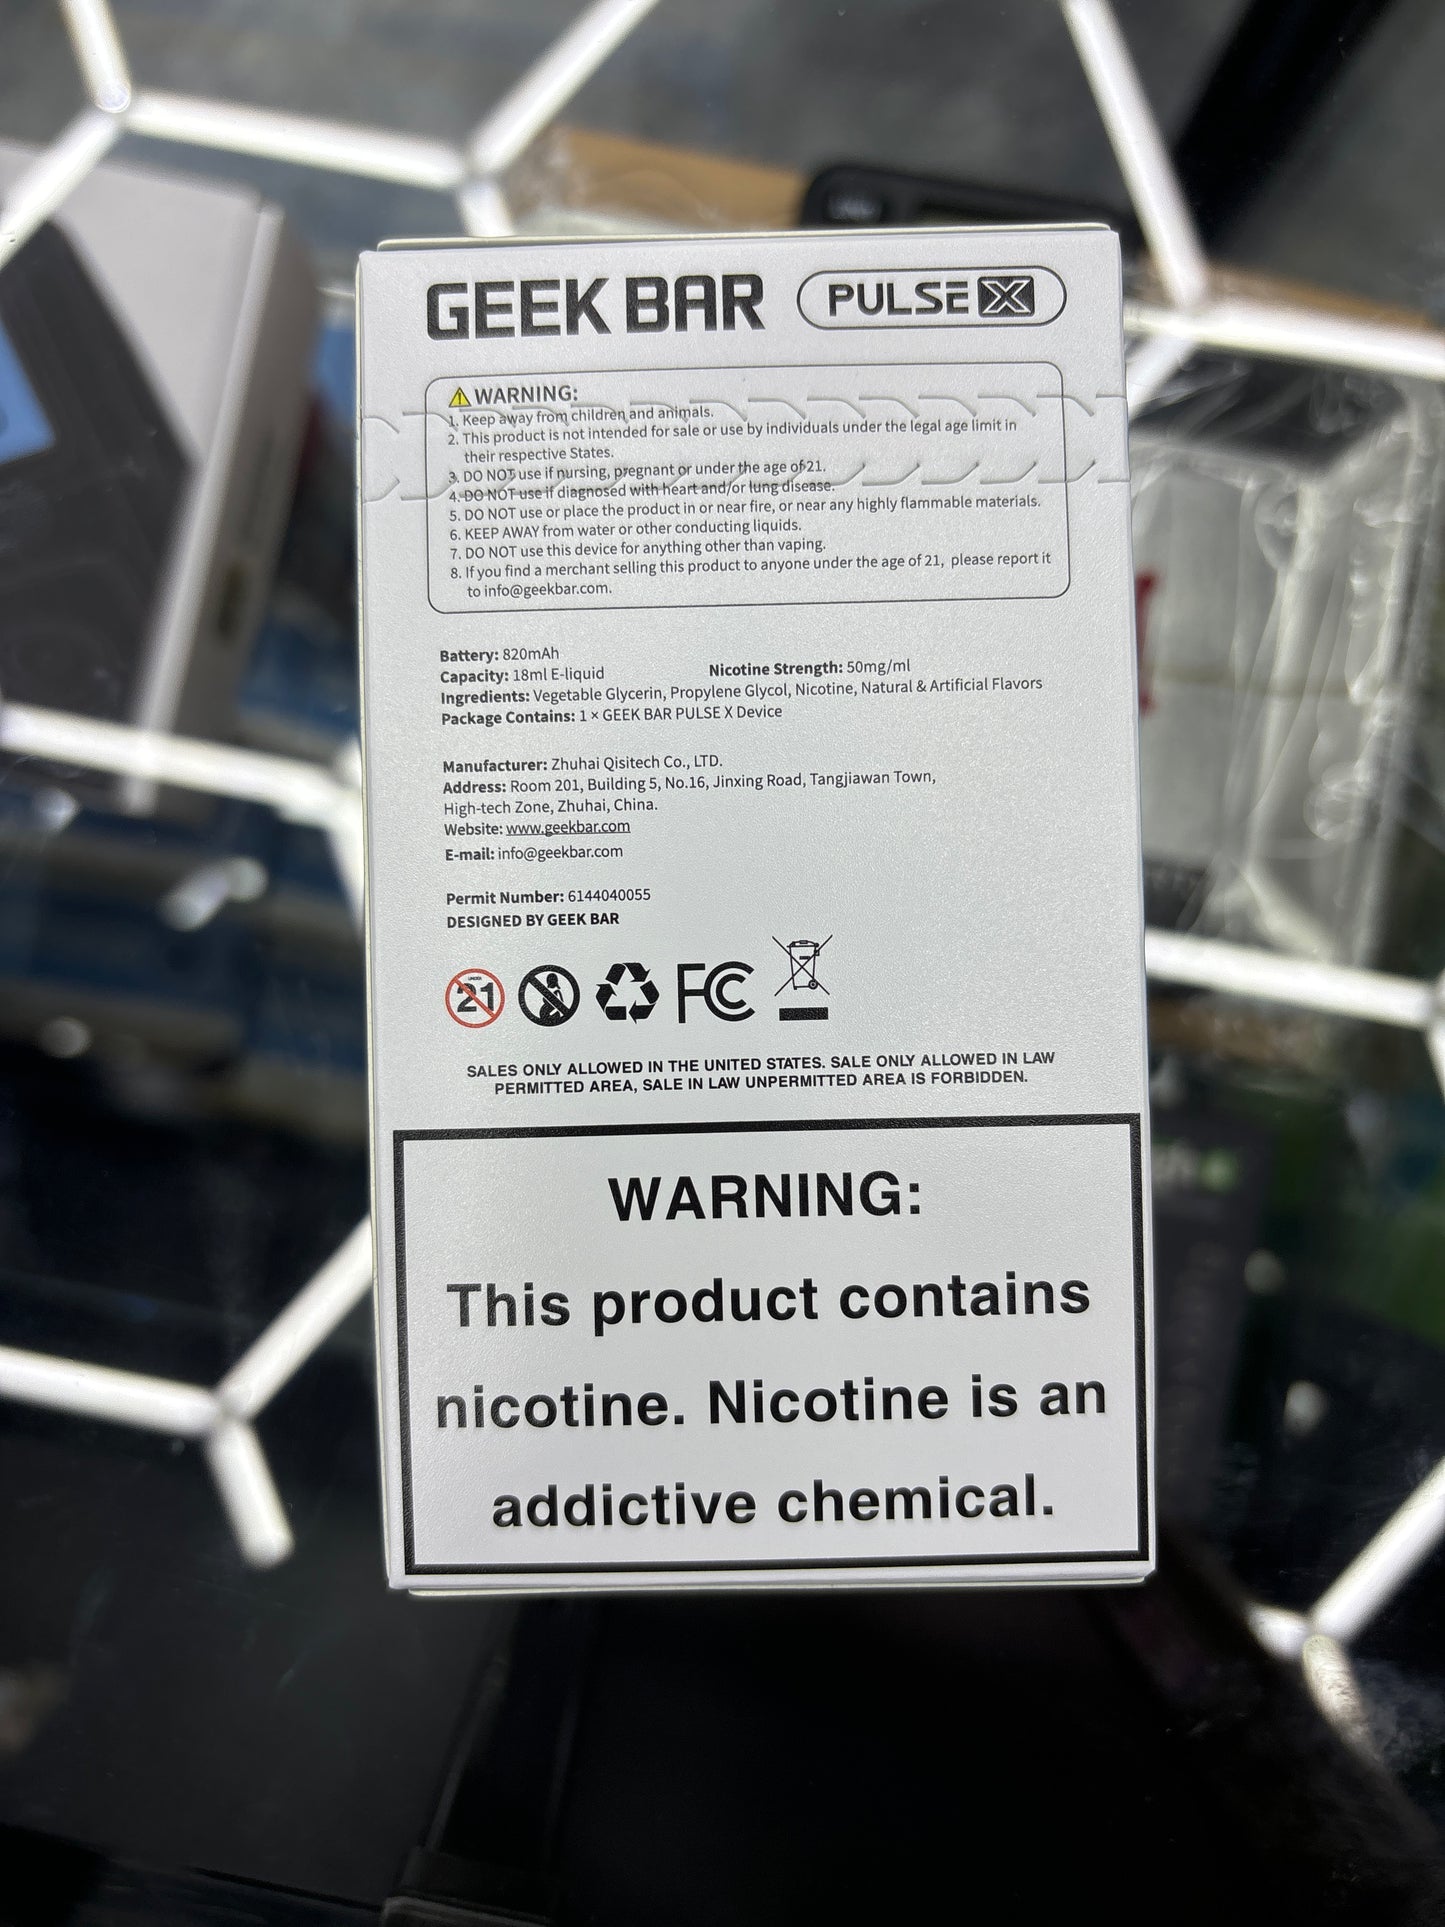 GEEK BAR PULSE X
WARNING:
1. Keep away from children and animals.
2. This product is not intended for sale or use by individuals under the legal age limit in
their respective States.
3. DO NOT use if nursing, pregnant or under the age of 21.
4. DO NOT use if diagnosed with heart and/or lung disease.
5. DO NOT use or place the product in or near fire, or near any highly flammable materials.
6. KEEP AWAY from water or other conducting liquids.
7. DO NOT use this device for anything other than vaping.
8. If you find a merchant selling this product to anyone under the age of 21, please report it
to info@geekbar.com.
Battery: 820mAh
Capacity: 18ml E-liquid Nicotine Strength: 50mg/ml
Ingredients: Vegetable Glycerin, Propylene Glycol, Nicotine, Natural & Artificial Flavors
Package Contains: 1 × GEEK BAR PULSE X Device
Manufacturer: Zhuhai Qisitech Co., LTD.
Address: Room 201, Building 5, No.16, Jinxing Road, Tangjiawan Town,
High-tech Zone, Zhuhai, China.
Website: www.geekbar.com
E-mail: info@geekbar.com
Permit Number: 6144040055
DESIGNED BY GEEK BAR
UNDER
21
FC
SALES ONLY ALLOWED IN THE UNITED STATES. SALE ONLY ALLOWED IN LAW
PERMITTED AREA, SALE IN LAW UNPERMITTED AREA IS FORBIDDEN.
WARNING:
This product contains
nicotine. Nicotine is an
addictive chemical.